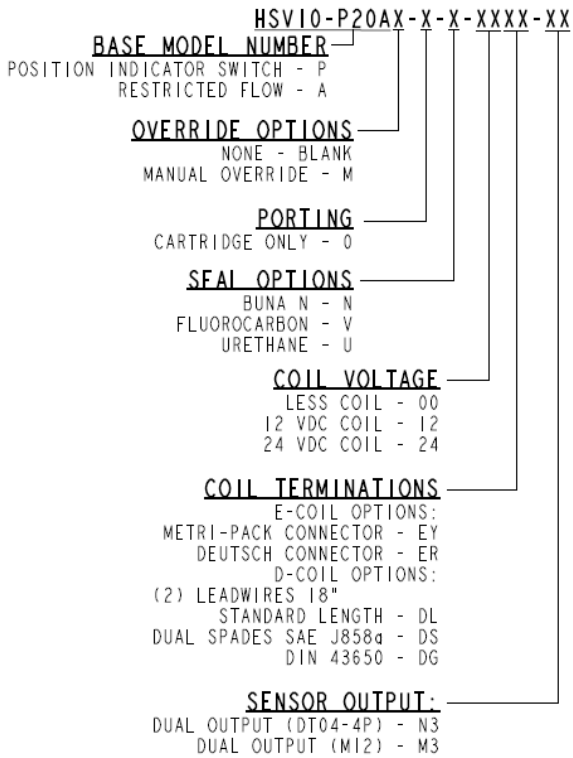 HSV10-P20AX-X-X-XXXX-XX
BASE MODEL NUMBER
POSITION INDICATOR SWITCH - P
RESTRICTED FLOW - A
OVERRIDE OPTIONS
NONE - BLANK
MANUAL OVERRIDE - M
PORTING
CARTRIDGE ONLY - 0
SEAL OPTIONS
BUNA N - N
FLUOROCARBON - V
URETHANE - U
COIL VOLTAGE
LESS COIL - 00
12 VDC COIL - 12
24 VDC COIL - 24
COIL TERMINATIONS
E-COIL OPTIONS:
METRI-PACK CONNECTOR - EY
DEUTSCH CONNECTOR - ER
D-COIL OPTIONS:
(2) LEADWIRES 18"
STANDARD LENGTH - DL
DUAL SPADES SAE J858a - DS
DIN 43650 - DG
SENSOR OUTPUT:
DUAL OUTPUT (DT04-4P) - N3
DUAL OUTPUT (M12) - M3